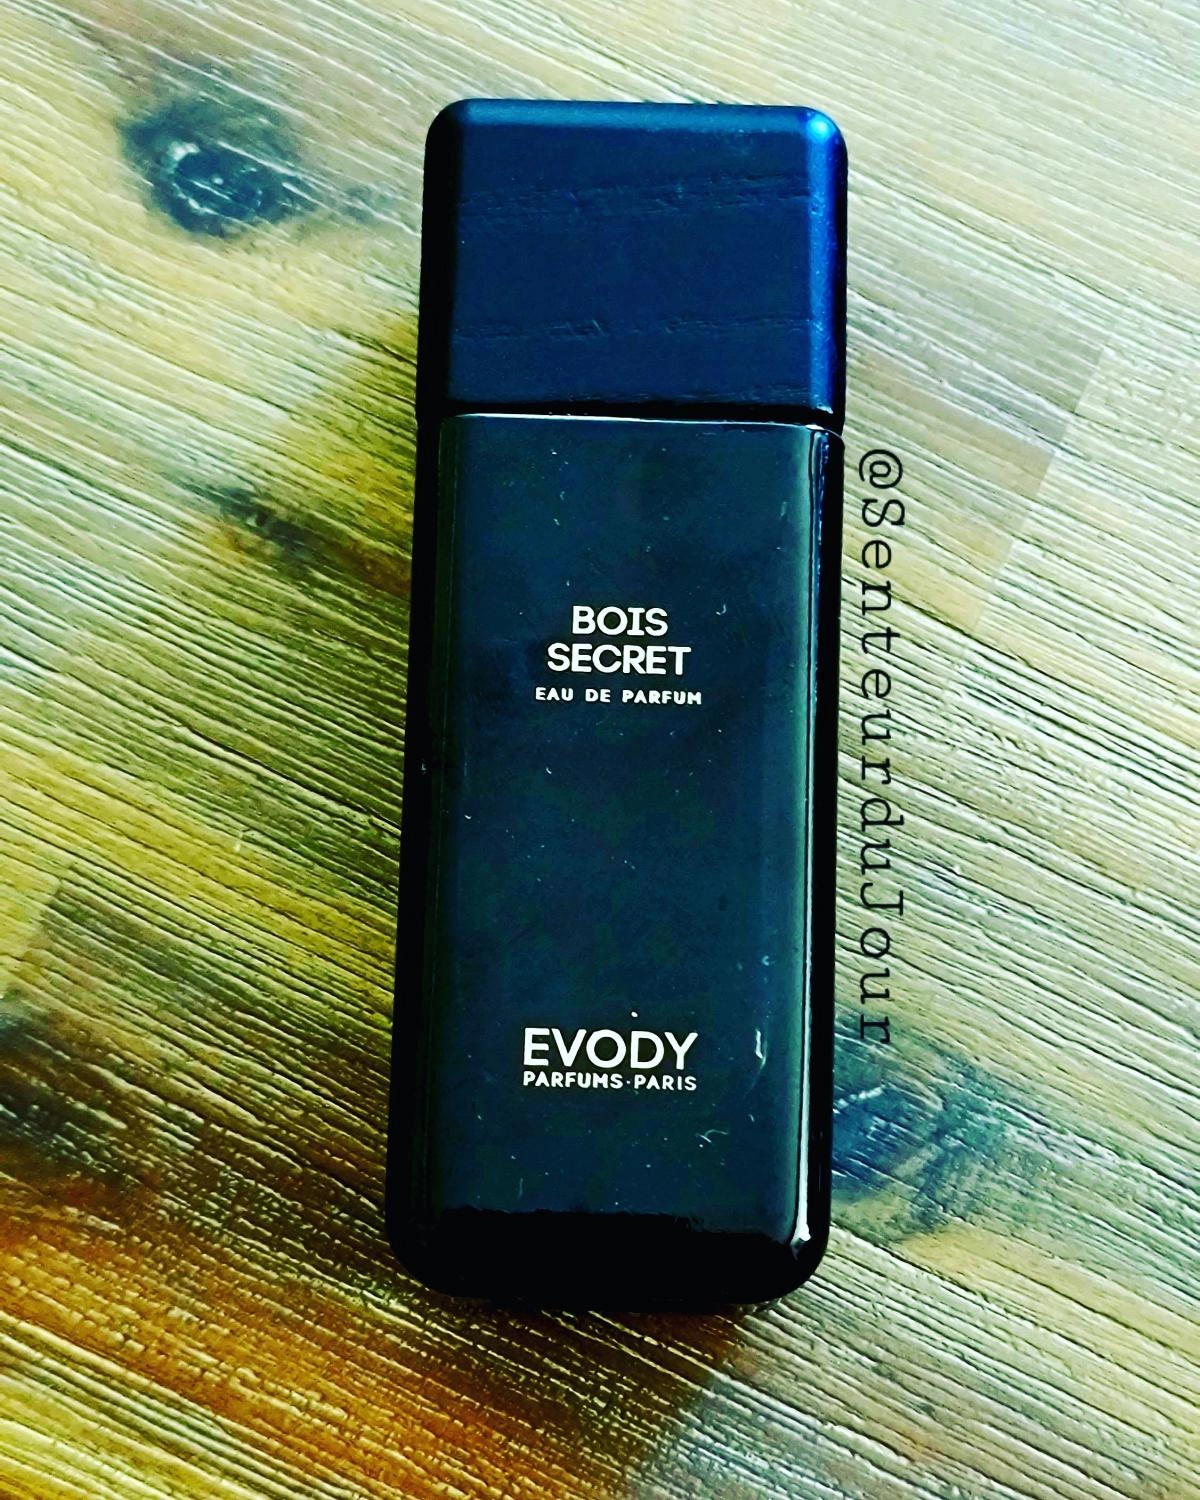 BOIS
SECRET
EAU DE PARFUM
EVODY
PARFUMS·PARIS
@SenteurduJour